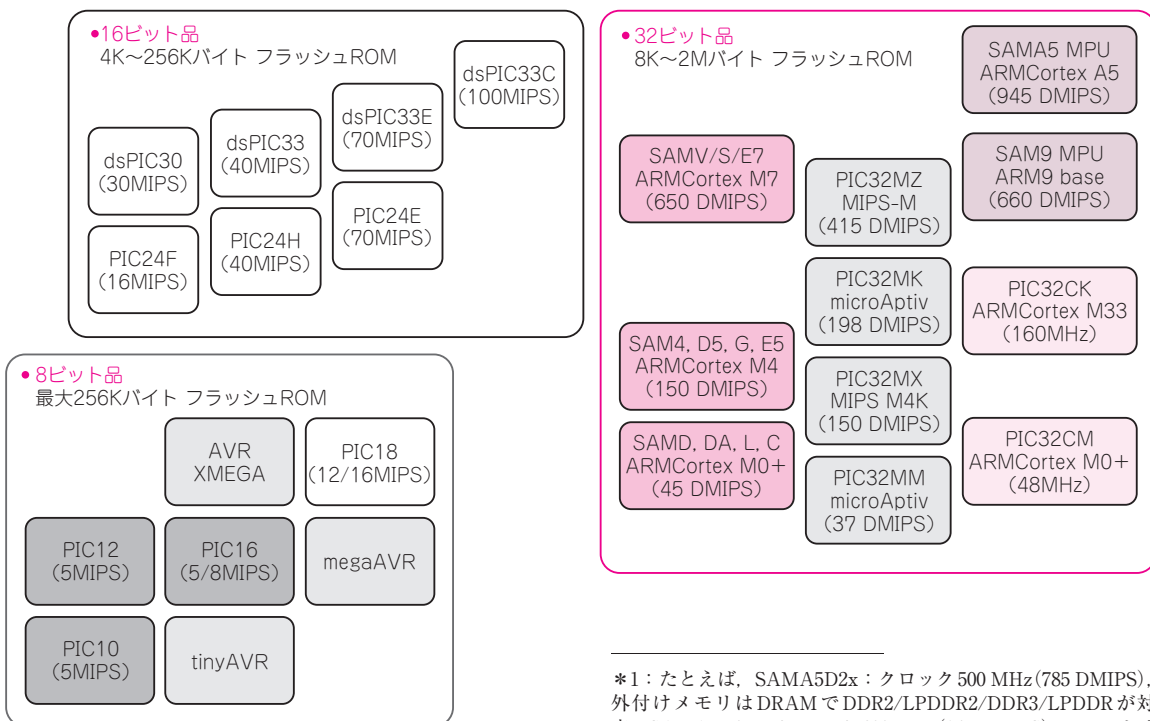 ●16ビット品
4K～256Kバイト フラッシュROM
dsPIC33C
(100MIPS)
dsPIC33E
(70MIPS)
dsPIC33
(40MIPS)
dsPIC30
(30MIPS)
PIC24E
(70MIPS)
PIC24H
(40MIPS)
PIC24F
(16MIPS)
●8ビット品
最大256Kバイト フラッシュROM
AVR
XMEGA
PIC18
(12/16MIPS)
PIC12
(5MIPS)
PIC16
(5/8MIPS)
megaAVR
PIC10
(5MIPS)
tinyAVR
●32ビット品
8K～2Mバイト フラッシュROM
SAMA5 MPU
ARMCortex A5
(945 DMIPS)
SAMV/S/E7
ARMCortex M7
(650 DMIPS)
PIC32MZ
MIPS-M
(415 DMIPS)
SAM9 MPU
ARM9 base
(660 DMIPS)
PIC32MK
microAptiv
(198 DMIPS)
PIC32CK
ARMCortex M33
(160MHz)
SAM4, D5, G, E5
ARMCortex M4
(150 DMIPS)
PIC32MX
MIPS M4K
(150 DMIPS)
SAMD, DA, L, C
ARMCortex M0+
(45 DMIPS)
PIC32MM
microAptiv
(37 DMIPS)
PIC32CM
ARMCortex M0+
(48MHz)
＊1：たとえば，SAMA5D2x：クロック500 MHz(785 DMIPS)，
外付けメモリはDRAMでDDR2/LPDDR2/DDR3/LPDDRが対